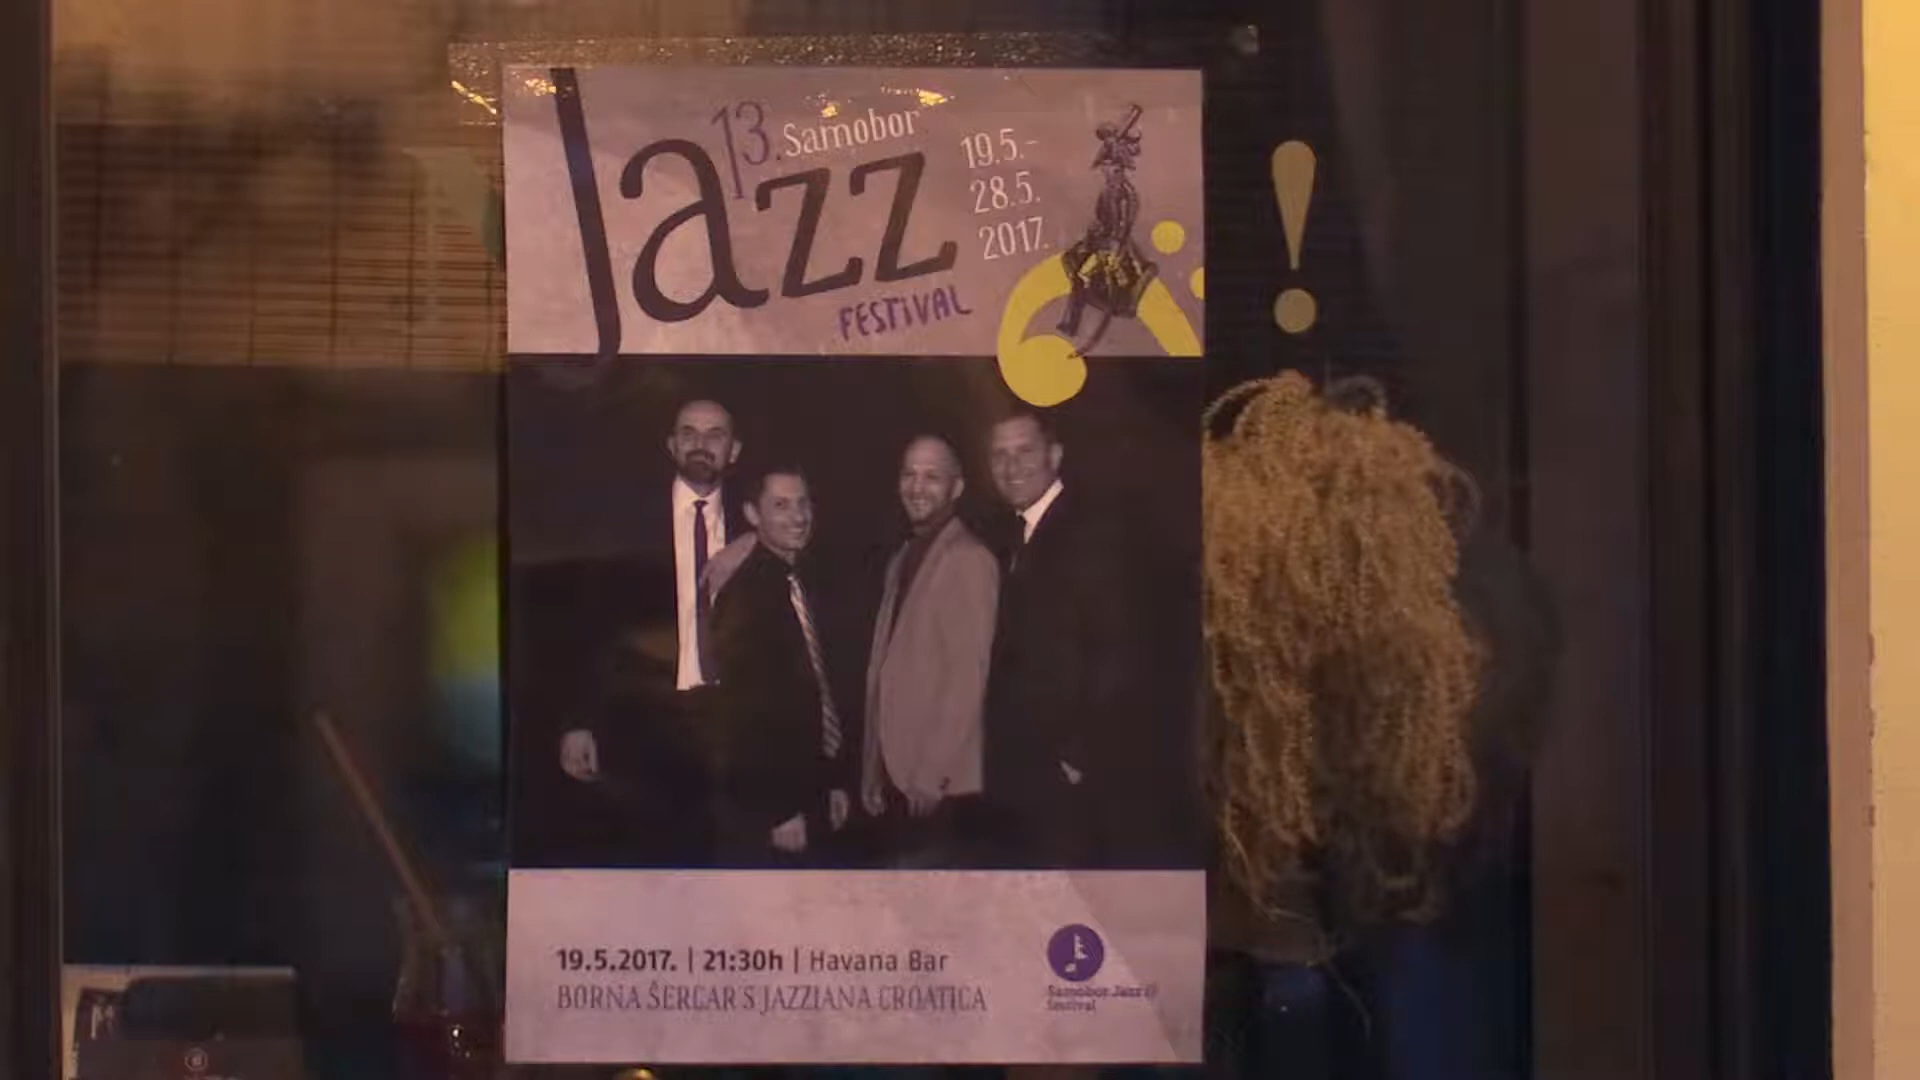 13. Samobor
Jazz
FESTIVAL
19.5.-
28.5.
2017.
!
19.5.2017. | 21:30h | Havana Bar
BORNA ŠERCAR'S JAZZIANA CROATICA
Samobor Jazz
festival